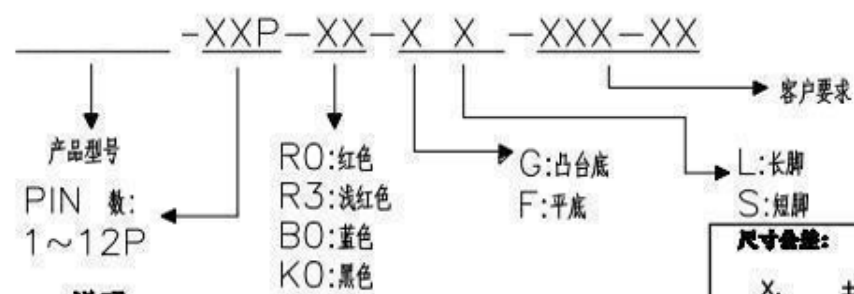 -XXP-XX-X X-XXX-XX
客户要求
产品型号
PIN 数:
1~12P
R0:红色
R3:浅红色
B0:蓝色
K0:黑色
G:凸台底
F:平底
L:长脚
S:短脚
尺寸公差:
X.